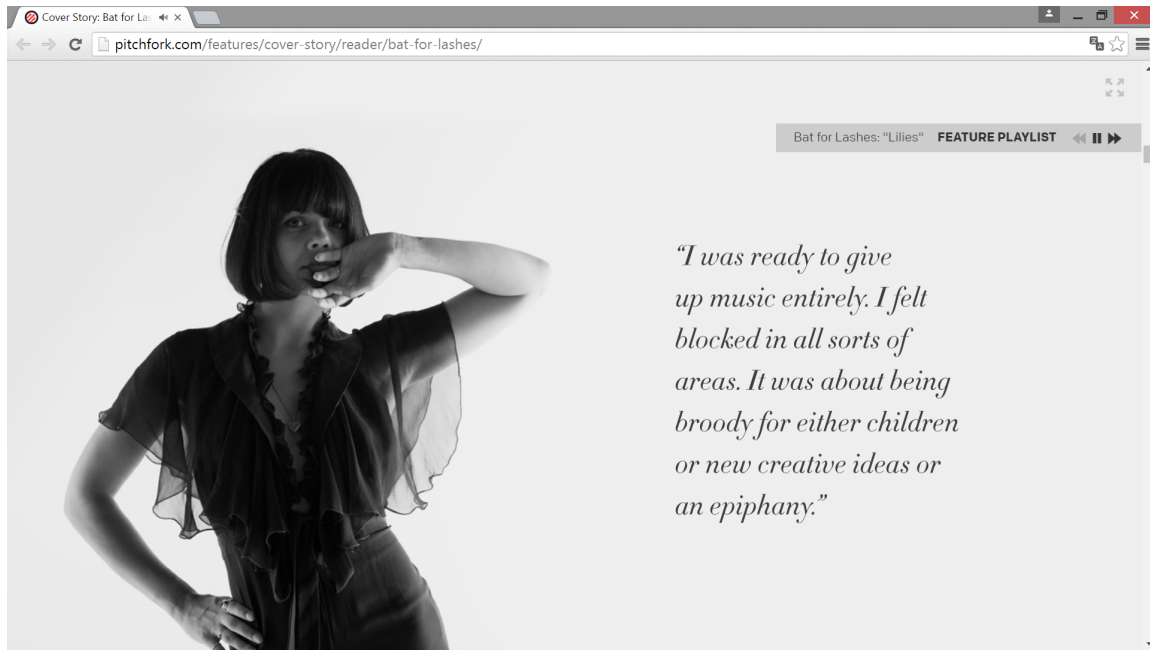 Cover Story: Bat for Las
pitchfork.com/features/cover-story/reader/bat-for-lashes/
Bat for Lashes: "Lilies" FEATURE PLAYLIST
“I was ready to give
up music entirely. I felt
blocked in all sorts of
areas. It was about being
broody for either children
or new creative ideas or
an epiphany.”